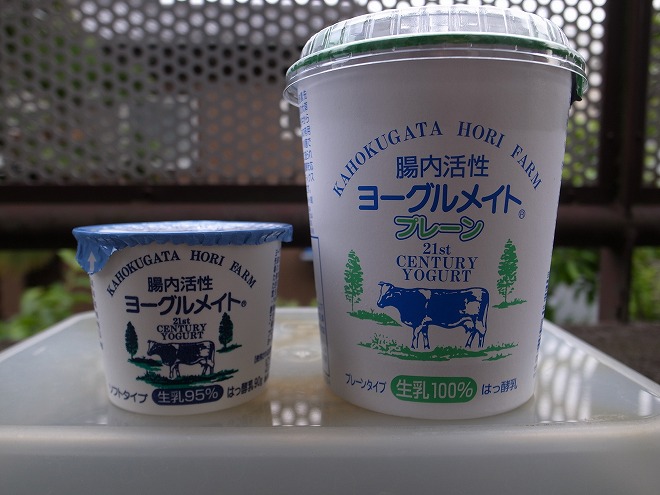 KAHOKUGATA HORI FARM
腸内活性
ヨーグルメイト®
21st
CENTURY
YOGURT
ソフトタイプ 生乳95% はっ酵乳 90g
KAHOKUGATA HORI FARM
腸内活性
ヨーグルメイト®
プレーン
21st
CENTURY
YOGURT
プレーンタイプ 生乳100% はっ酵乳